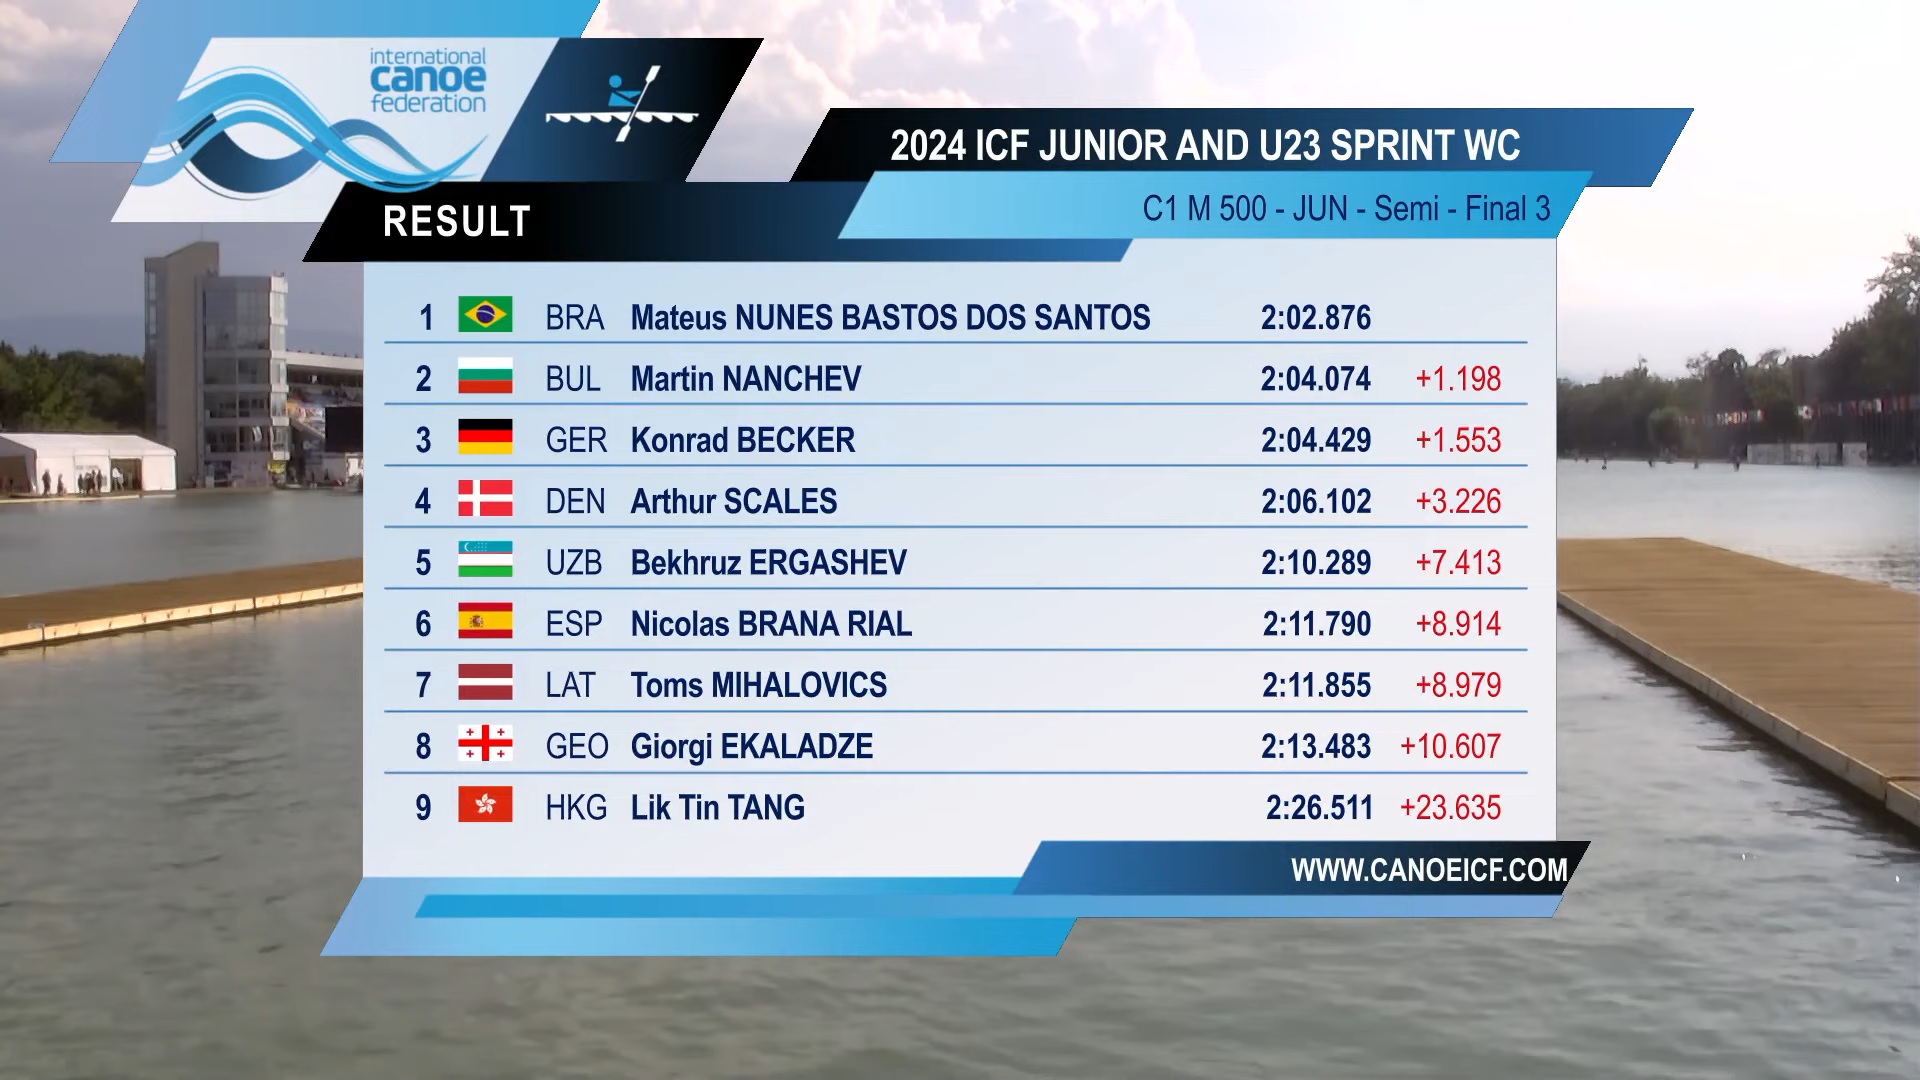 international
canoe
federation
2024 ICF JUNIOR AND U23 SPRINT WC
C1 M 500 - JUN - Semi - Final 3
RESULT
1 BRA Mateus NUNES BASTOS DOS SANTOS 2:02.876
2 BUL Martin NANCHEV 2:04.074 +1.198
3 GER Konrad BECKER 2:04.429 +1.553
4 DEN Arthur SCALES 2:06.102 +3.226
5 UZB Bekhruz ERGASHEV 2:10.289 +7.413
6 ESP Nicolas BRANA RIAL 2:11.790 +8.914
7 LAT Toms MIHALOVICS 2:11.855 +8.979
8 GEO Giorgi EKALADZE 2:13.483 +10.607
9 HKG Lik Tin TANG 2:26.511 +23.635
WWW.CANOEICF.COM